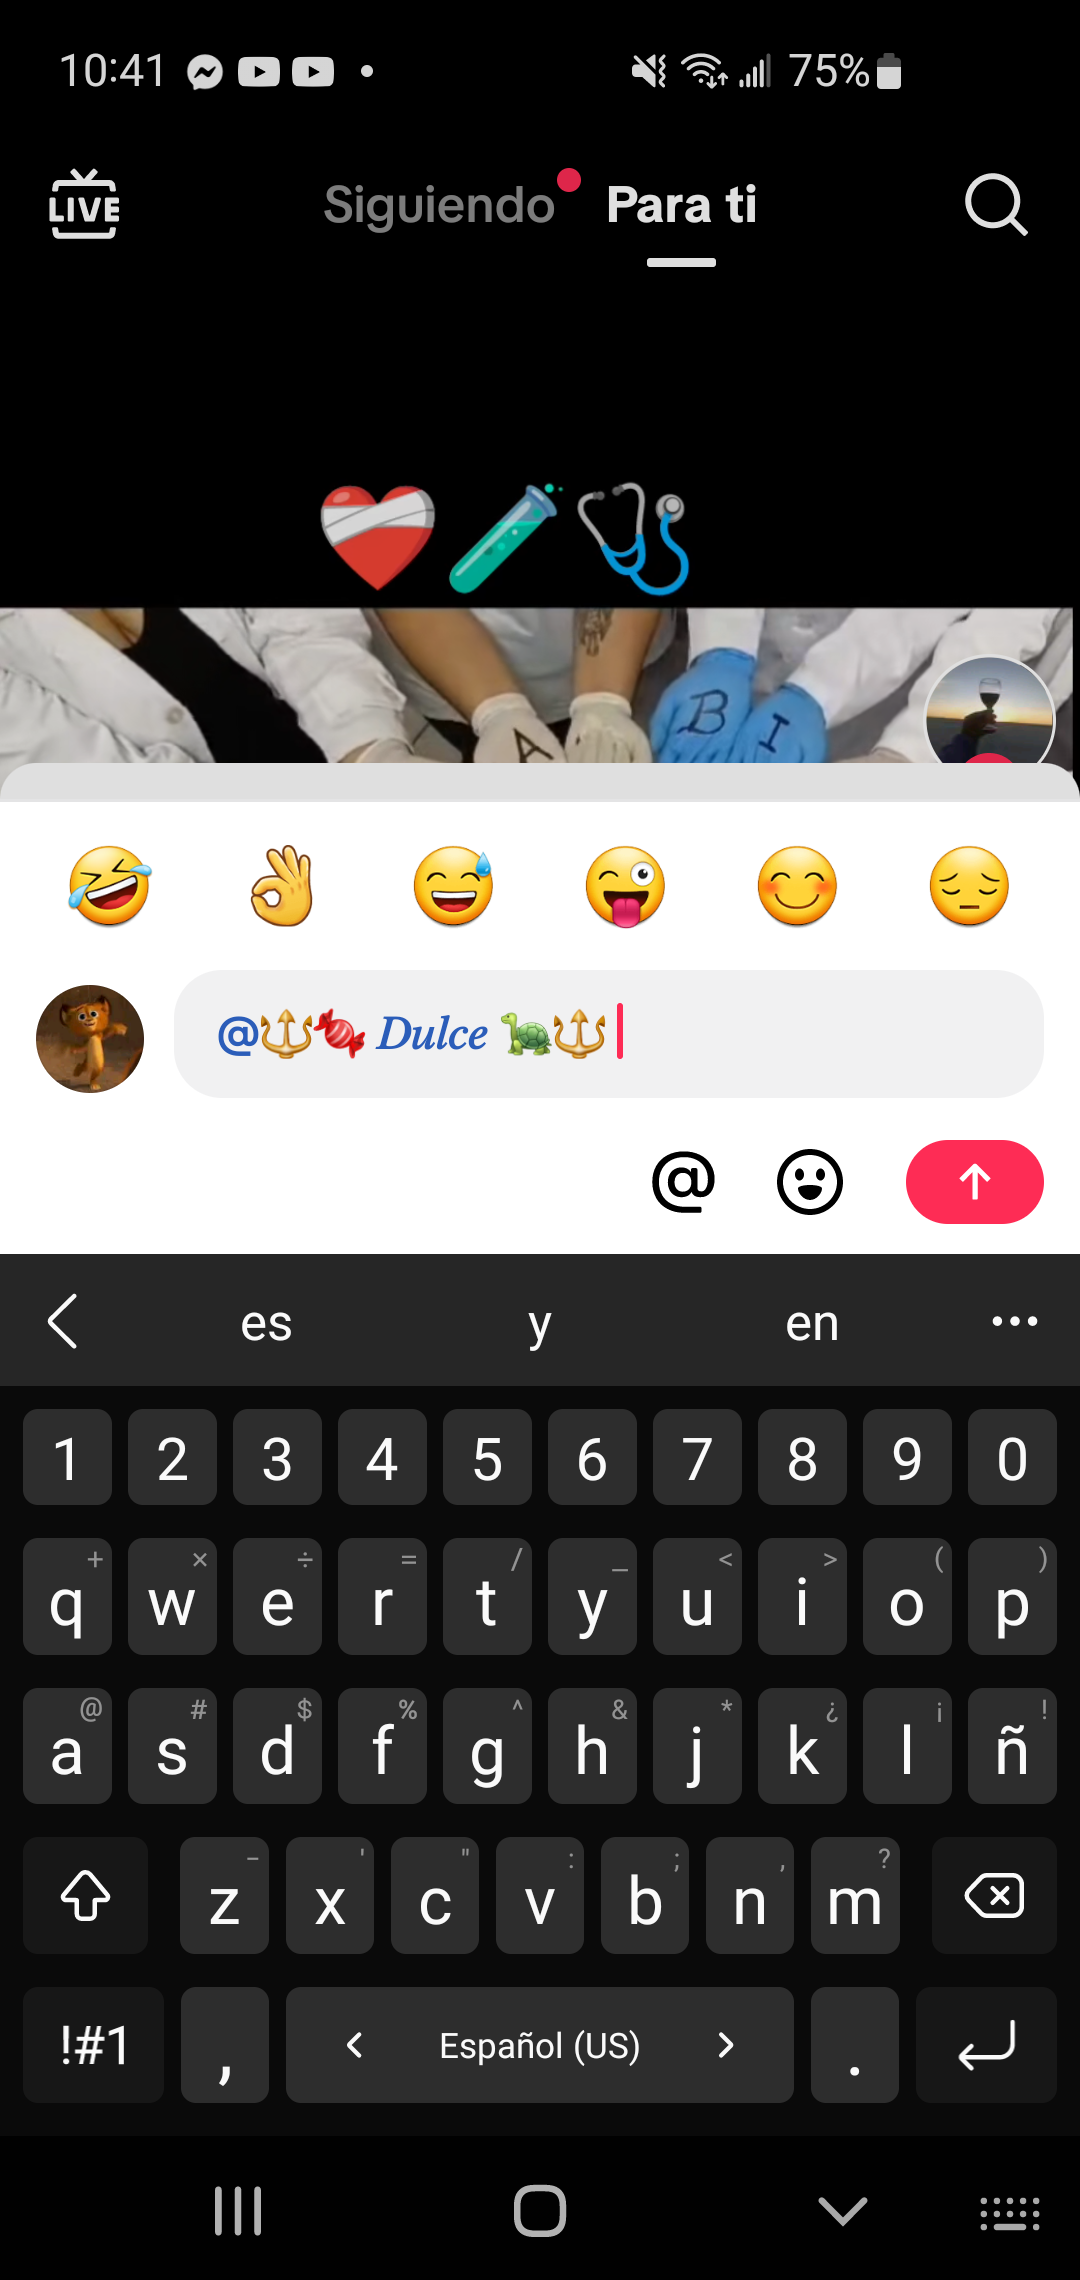 10:41 75%
LIVE Siguiendo Para ti
A B I
@🔱🍬 Dulce 🐢🔱
@
es y en ...
1 2 3 4 5 6 7 8 9 0
+ × ÷ = / _ < > ( )
q w e r t y u i o p
@ # $ % ^ & * ¿ ¡ !
a s d f g h j k l ñ
- ' " : ; , ?
z x c v b n m
!#1 , < Español (US) > .